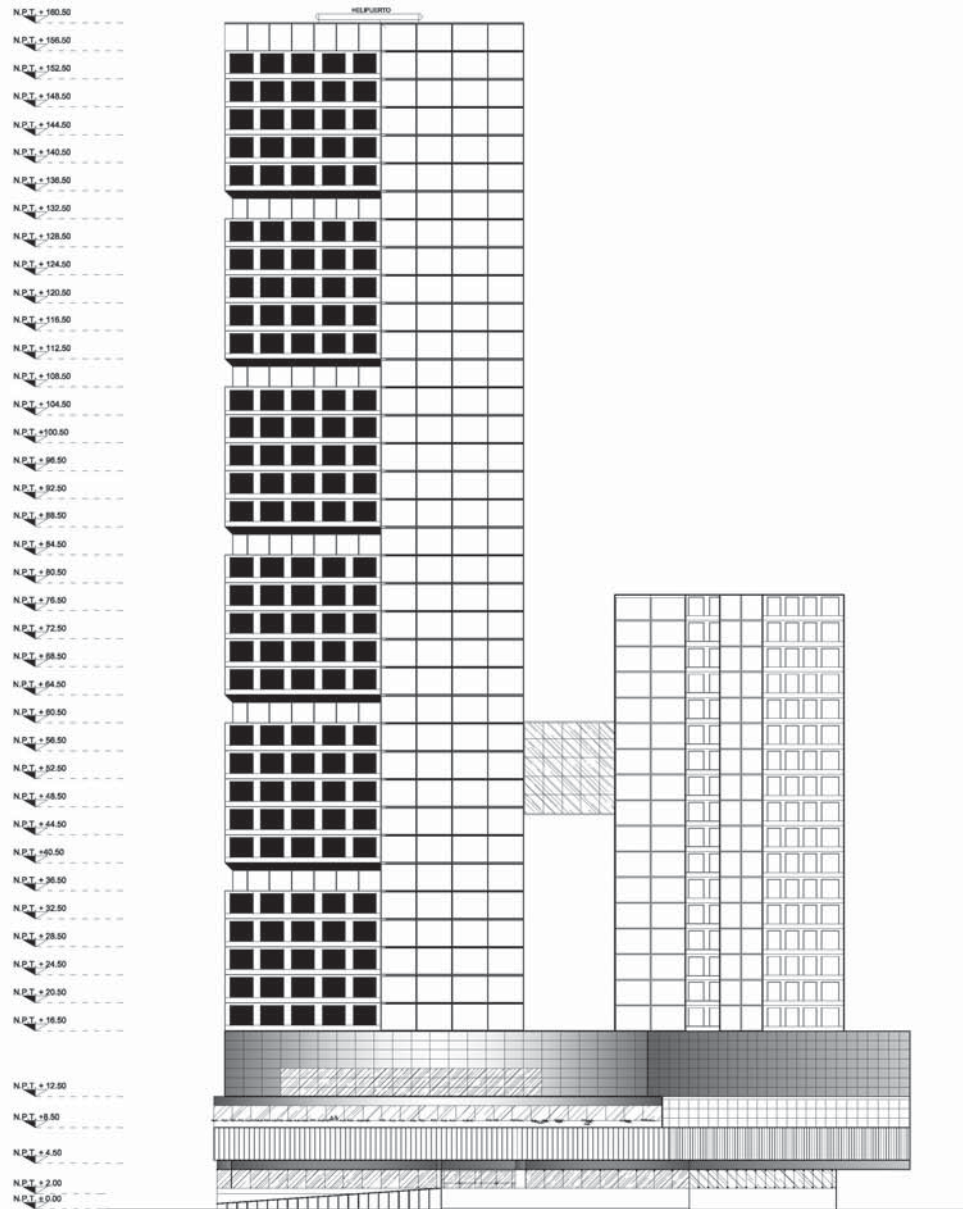 HELIPUERTO
N.P.T. + 160.50
N.P.T. + 156.50
N.P.T. + 152.50
N.P.T. + 148.50
N.P.T. + 144.50
N.P.T. + 140.50
N.P.T. + 136.50
N.P.T. + 132.50
N.P.T. + 128.50
N.P.T. + 124.50
N.P.T. + 120.50
N.P.T. + 116.50
N.P.T. + 112.50
N.P.T. + 108.50
N.P.T. + 104.50
N.P.T. +100.50
N.P.T. + 96.50
N.P.T. + 92.50
N.P.T. + 88.50
N.P.T. + 84.50
N.P.T. + 80.50
N.P.T. + 76.50
N.P.T. + 72.50
N.P.T. + 68.50
N.P.T. + 64.50
N.P.T. + 60.50
N.P.T. + 56.50
N.P.T. + 52.50
N.P.T. + 48.50
N.P.T. + 44.50
N.P.T. +40.50
N.P.T. + 36.50
N.P.T. + 32.50
N.P.T. + 28.50
N.P.T. + 24.50
N.P.T. + 20.50
N.P.T. + 16.50
N.P.T. + 12.50
N.P.T. +8.50
N.P.T. + 4.50
N.P.T. + 2.00
N.P.T. ± 0.00